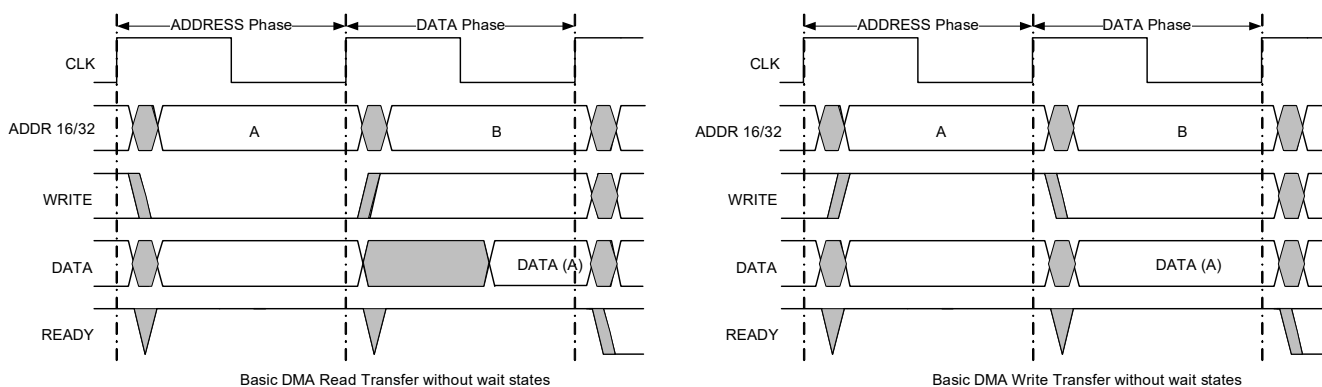 ADDRESS Phase DATA Phase
CLK
ADDR 16/32 A B
WRITE
DATA DATA (A)
READY
Basic DMA Read Transfer without wait states
ADDRESS Phase DATA Phase
CLK
ADDR 16/32 A B
WRITE
DATA DATA (A)
READY
Basic DMA Write Transfer without wait states